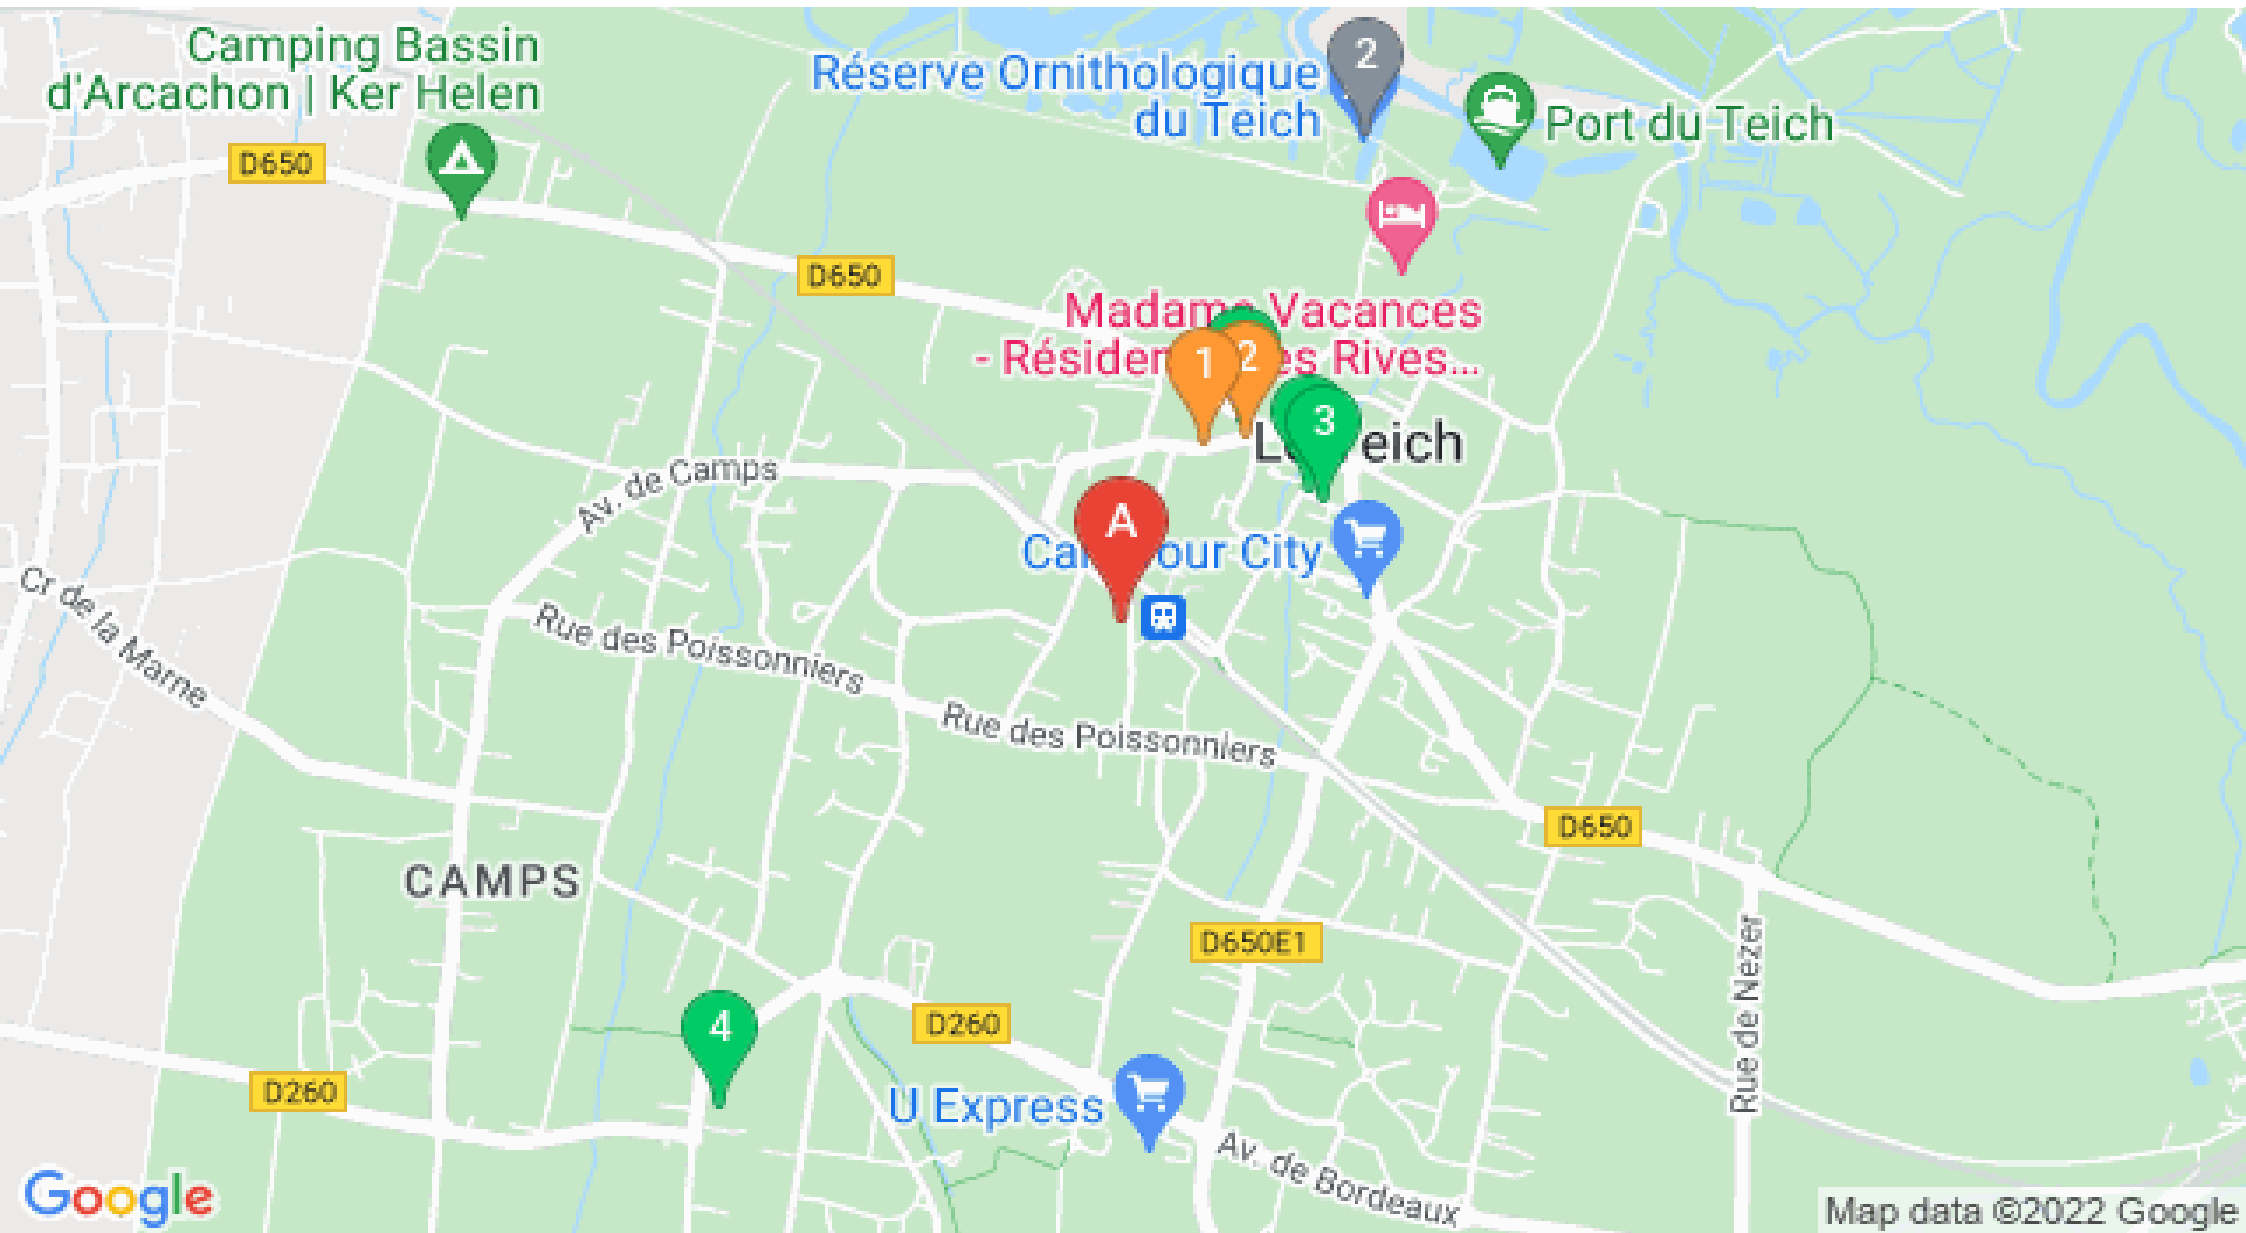 Camping Bassin
d'Arcachon | Ker Helen
Réserve Ornithologique
du Teich
2
Port du Teich
D650
D650
Madame Vacances
- Résiden es Rives...
1
2
3
L eich
Av. de Camps
A
Ca our City
Cr de la Marne
Rue des Poissonniers
Rue des Poissonniers
D650
CAMPS
D650E1
Rue de Nezer
4
D260
D260
U Express
Av. de Bordeaux
Google
Map data ©2022 Google